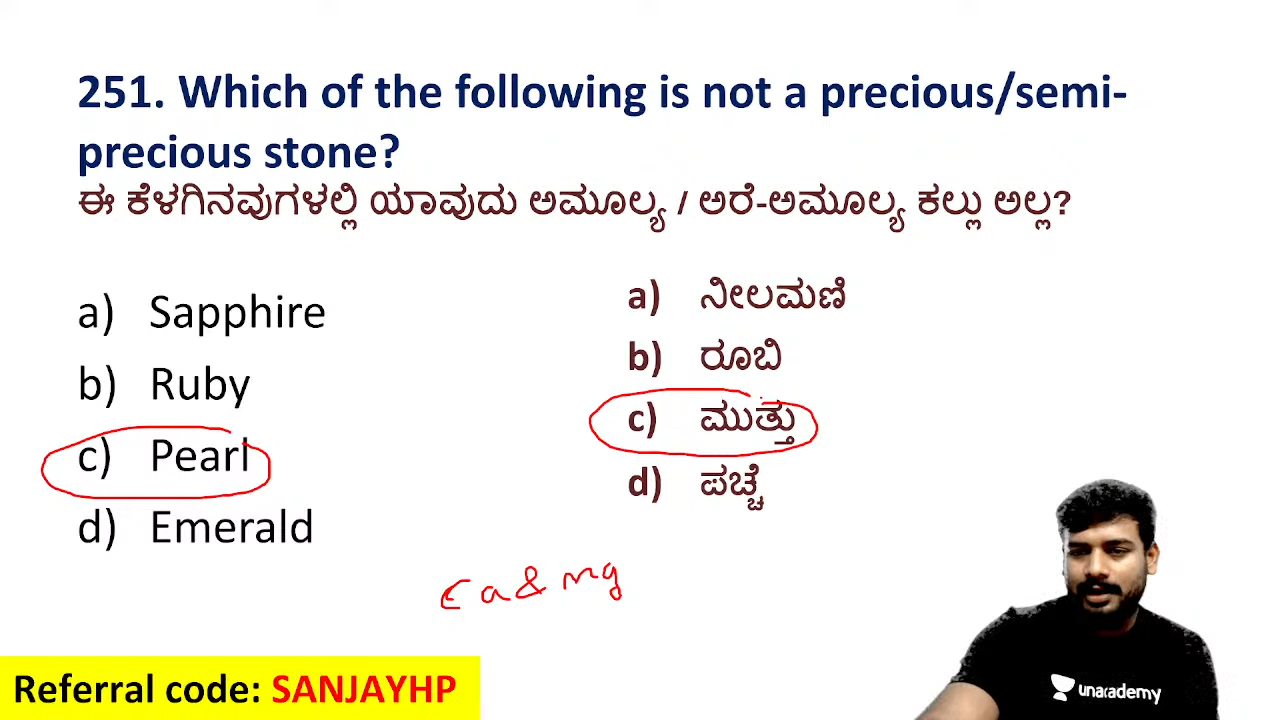 251. Which of the following is not a precious/semi-
precious stone?
ಈ ಕೆಳಗಿನವುಗಳಲ್ಲಿ ಯಾವುದು ಅಮೂಲ್ಯ / ಅರೆ-ಅಮೂಲ್ಯ ಕಲ್ಲು ಅಲ್ಲ?
a) Sapphire
b) Ruby
c) Pearl
d) Emerald
a) ನೀಲಮಣಿ
b) ರೂಬಿ
c) ಮುತ್ತು
d) ಪಚ್ಚೆ
Ca & mg
Referral code: SANJAYHP
unacademy